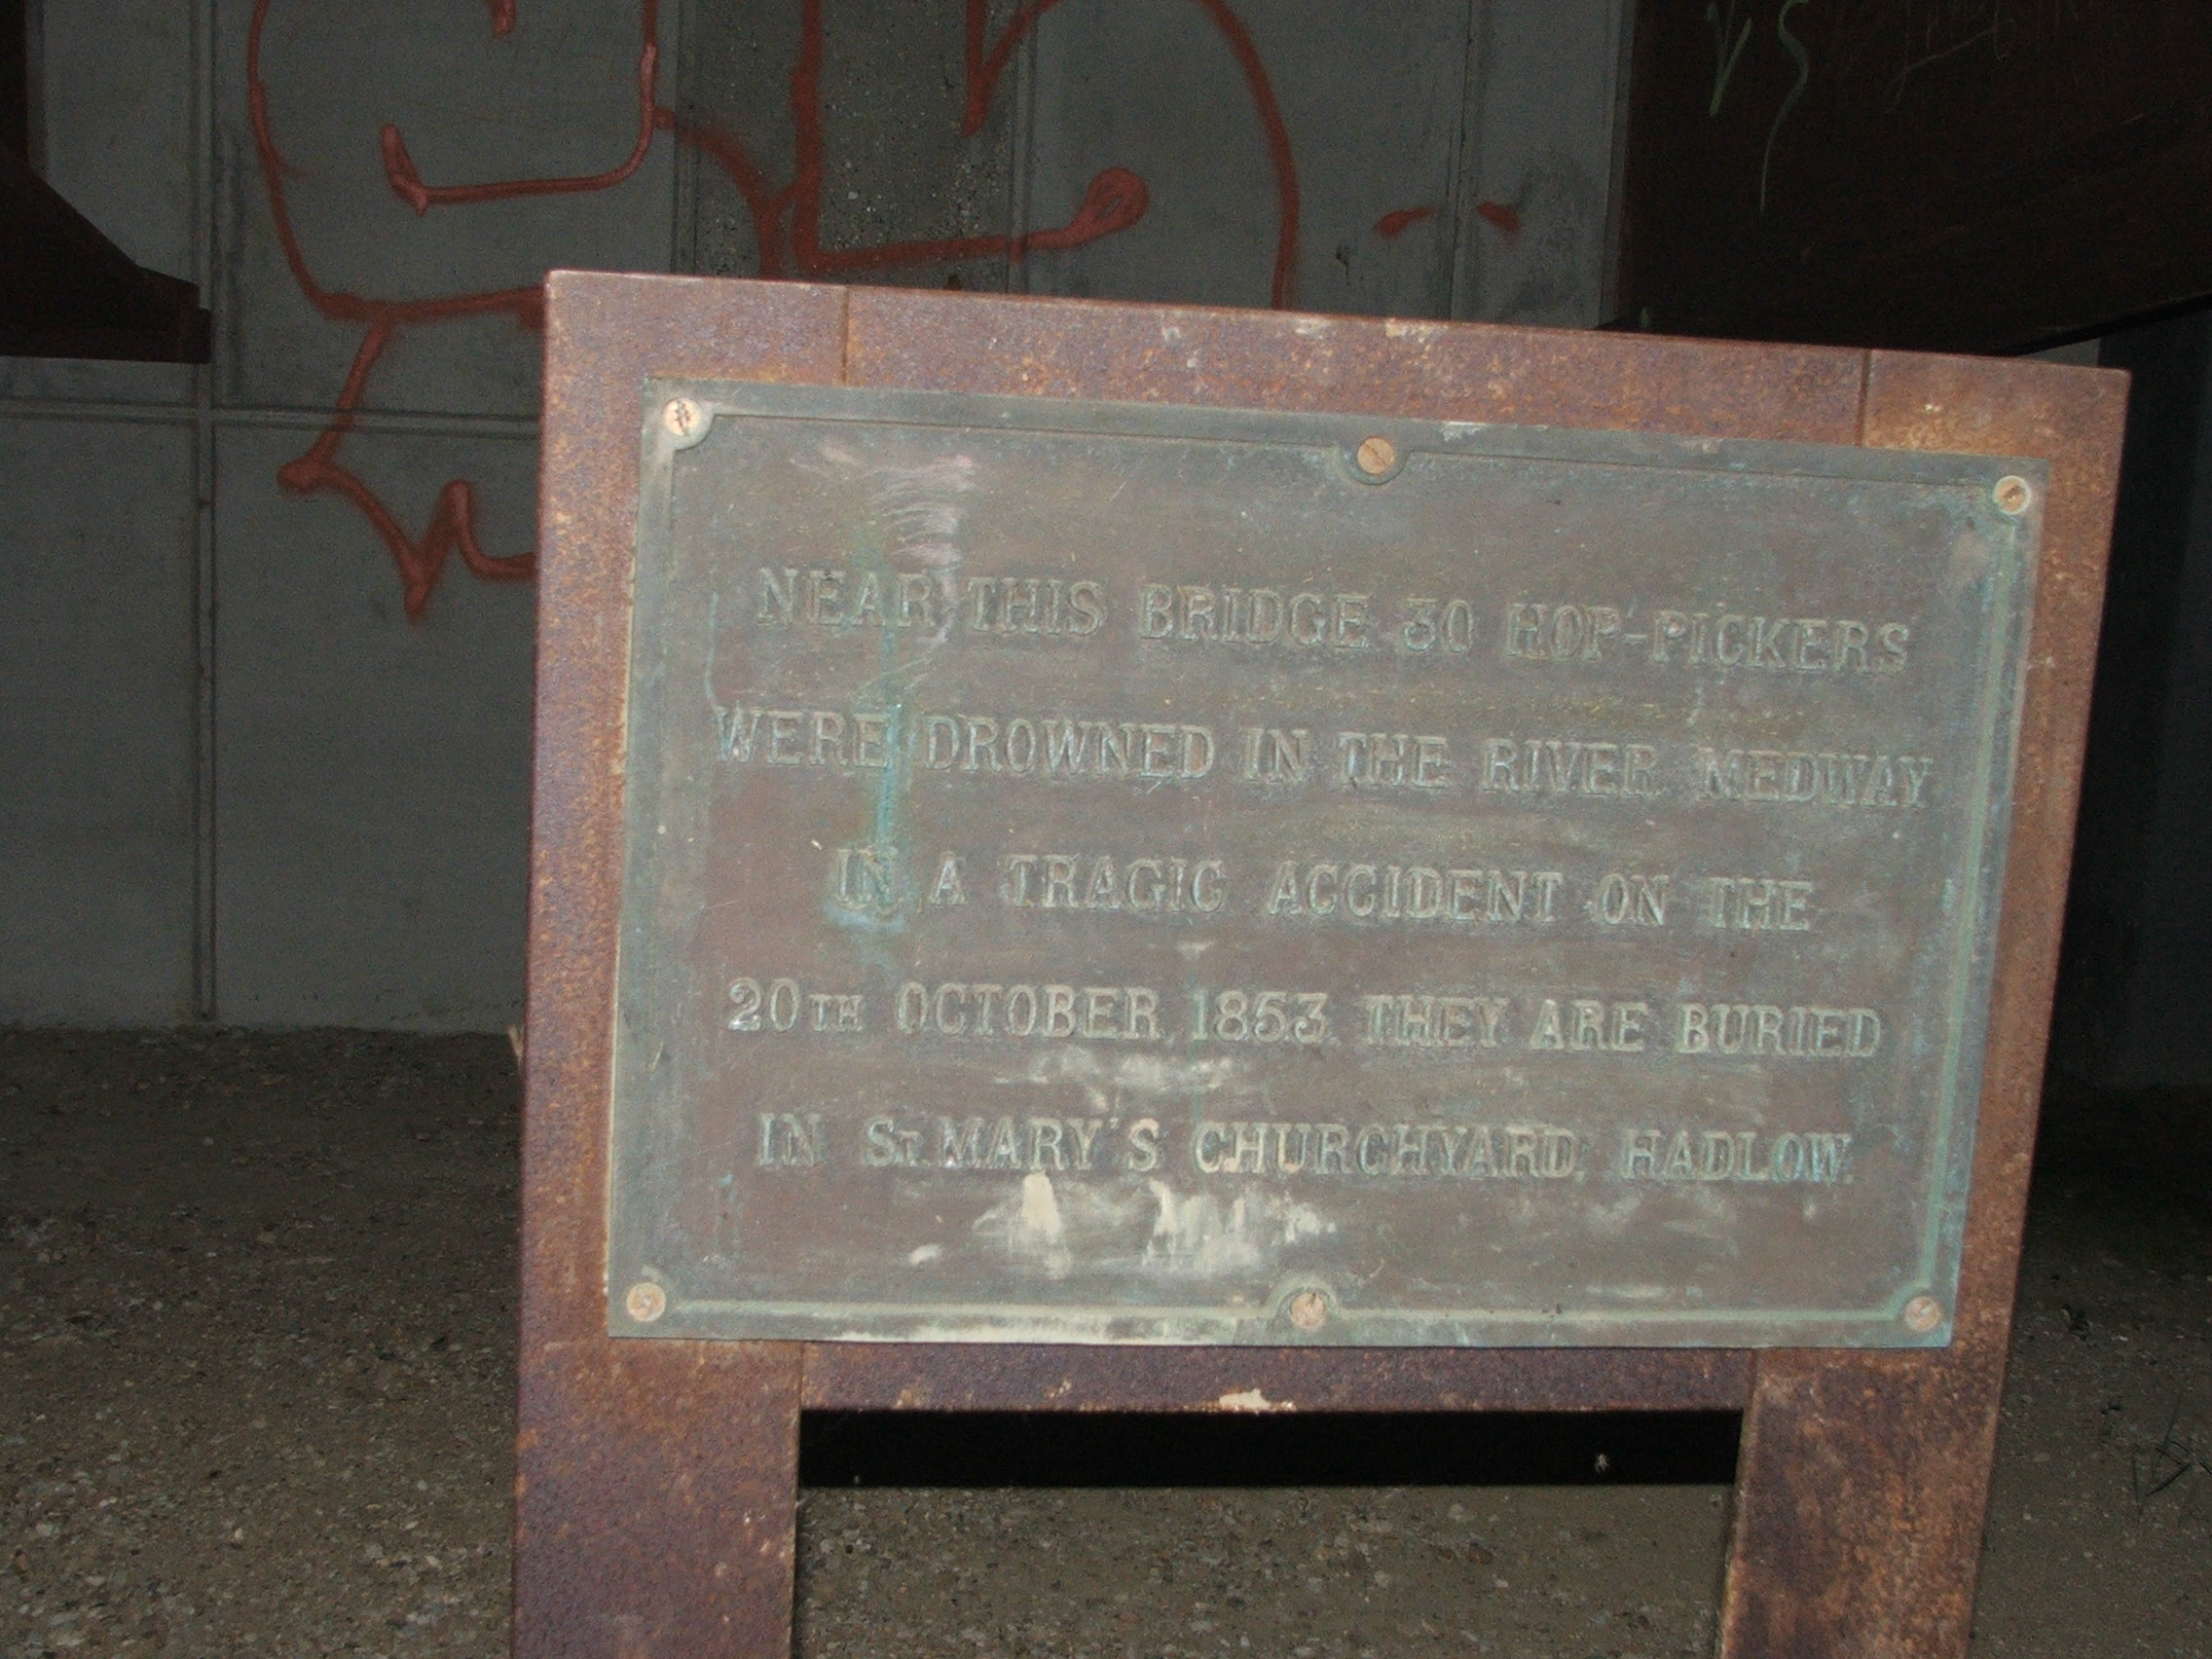 NEAR THIS BRIDGE 30 HOP-PICKERS
WERE DROWNED IN THE RIVER MEDWAY
IN A TRAGIC ACCIDENT ON THE
20TH OCTOBER 1853. THEY ARE BURIED
IN ST. MARY'S CHURCHYARD HADLOW.